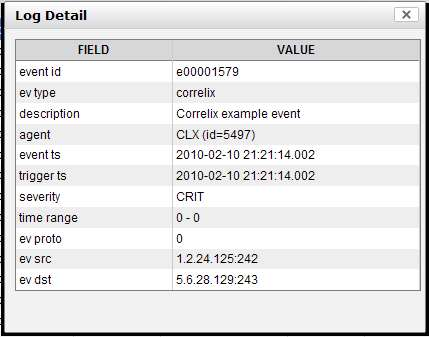 Log Detail
FIELD VALUE
event id e00001579
ev type correlix
description Correlix example event
agent CLX (id=5497)
event ts 2010-02-10 21:21:14.002
trigger ts 2010-02-10 21:21:14.002
severity CRIT
time range 0 - 0
ev proto 0
ev src 1.2.24.125:242
ev dst 5.6.28.129:243